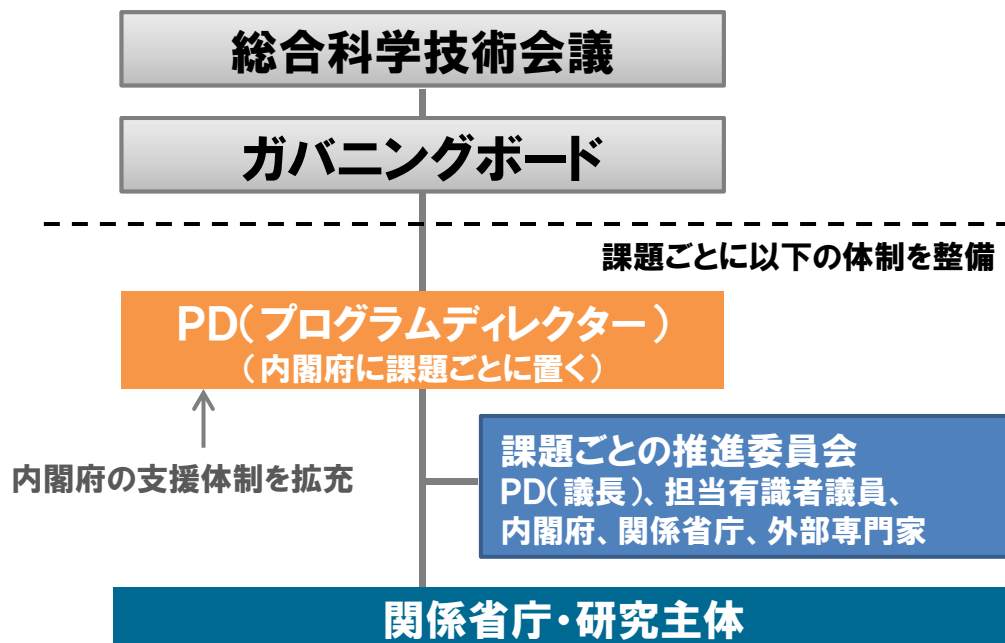 総合科学技術会議
ガバニングボード
課題ごとに以下の体制を整備
PD(プログラムディレクター)
(内閣府に課題ごとに置く)
内閣府の支援体制を拡充
課題ごとの推進委員会
PD(議長)、担当有識者議員、
内閣府、関係省庁、外部専門家
関係省庁・研究主体